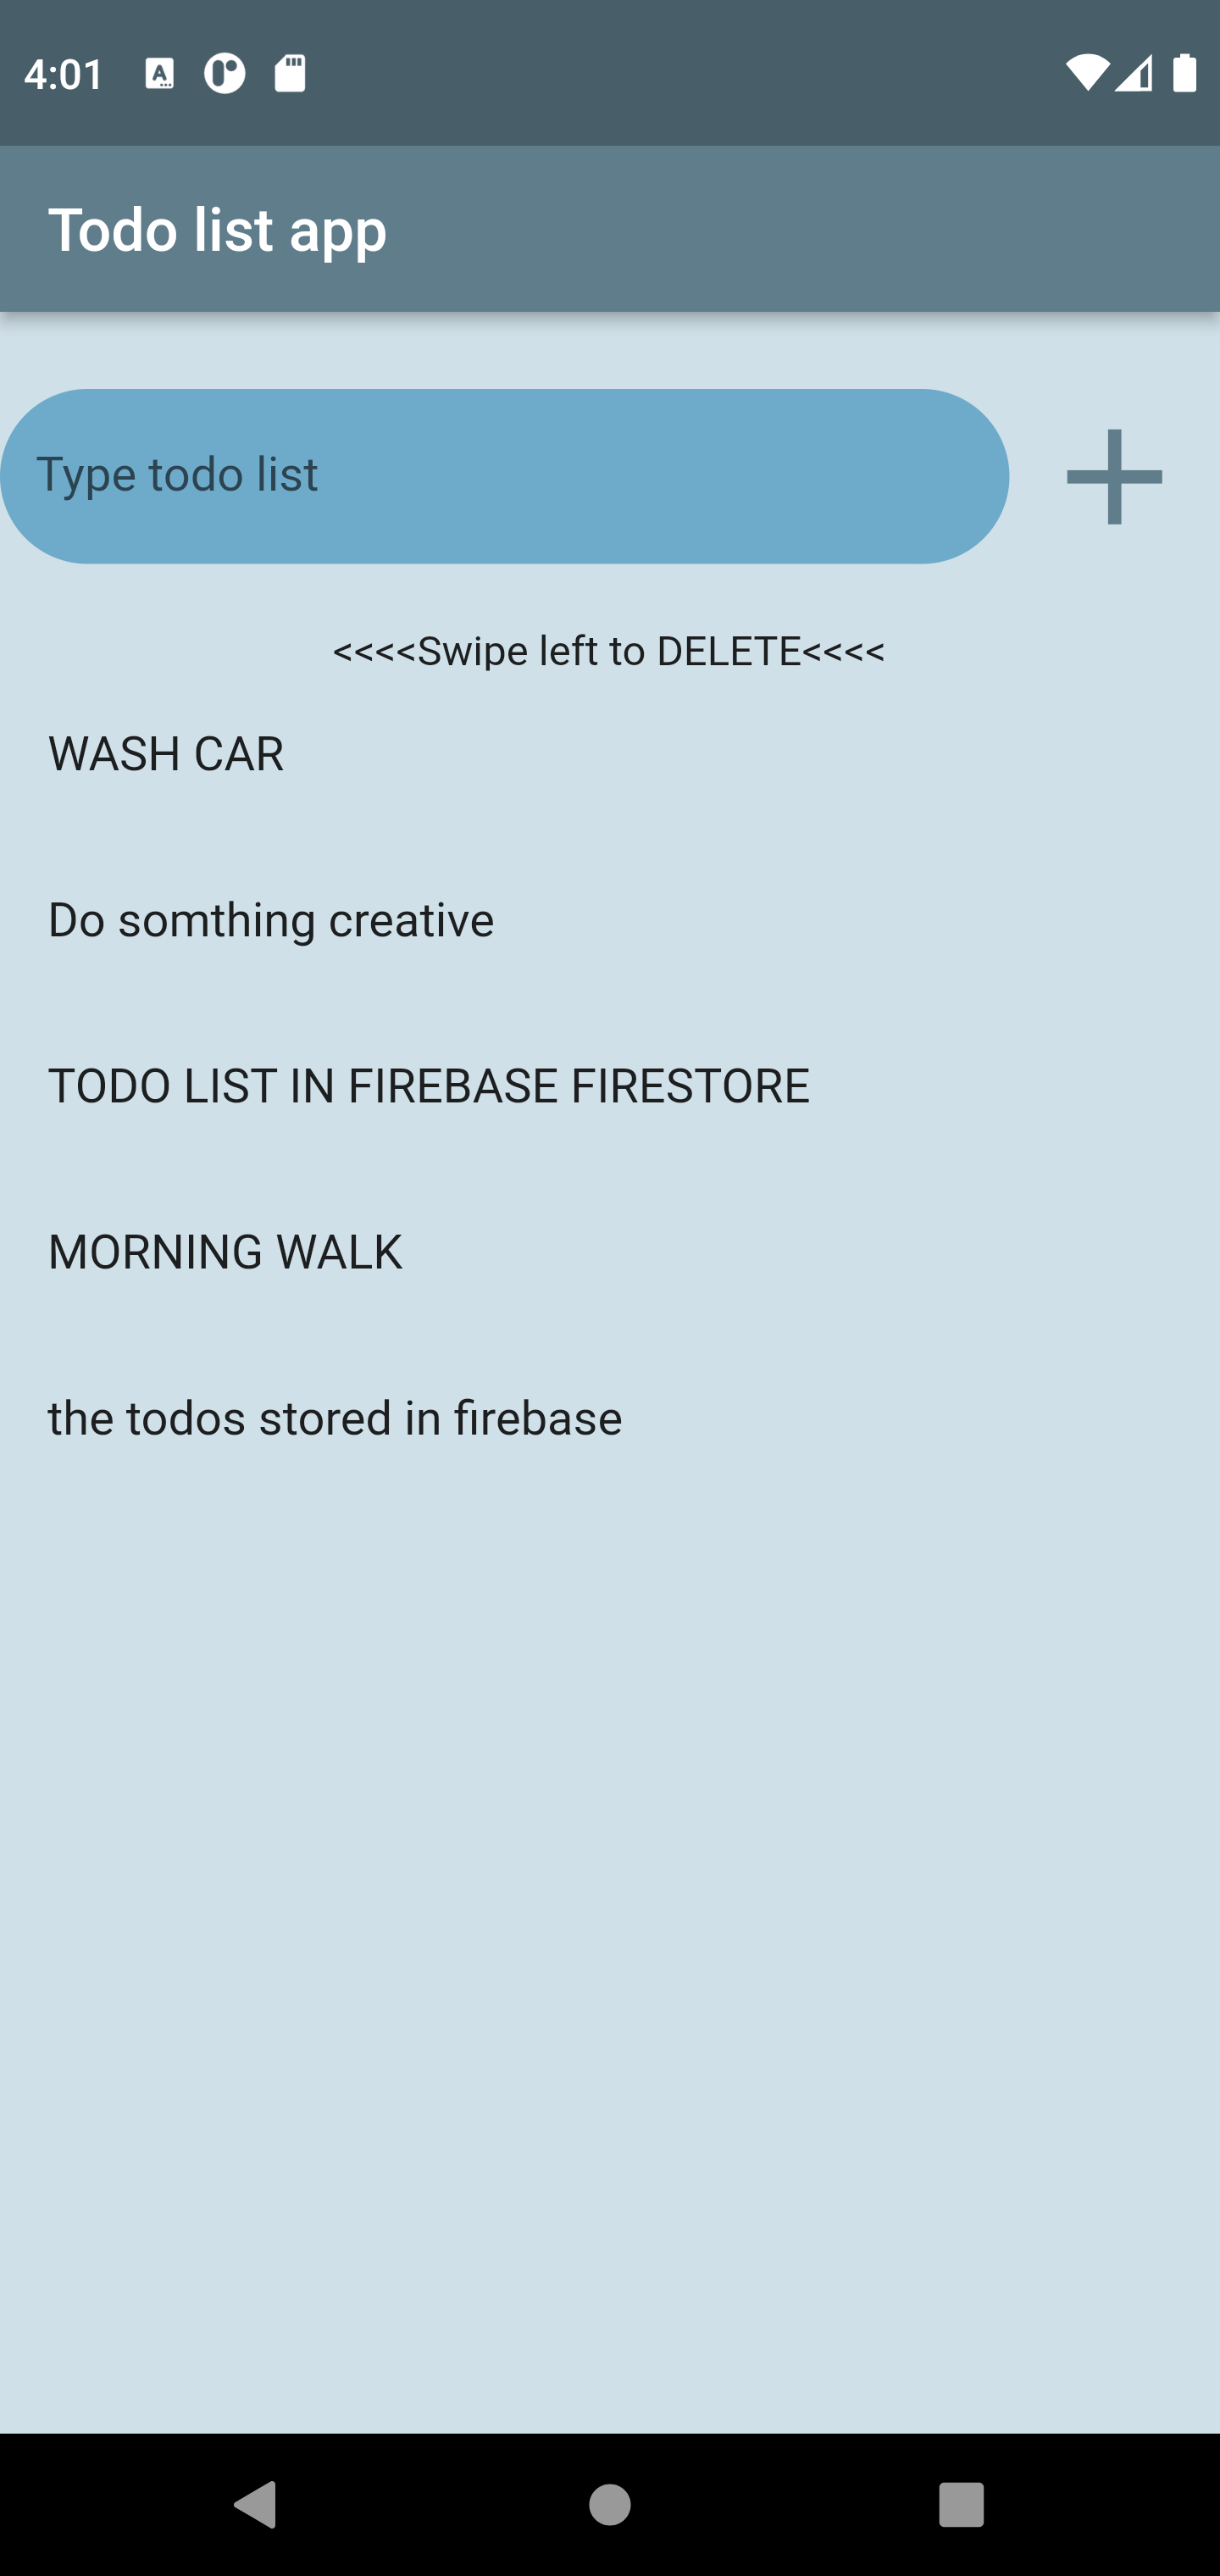 4:01
Todo list app
Type todo list
<<<<Swipe left to DELETE<<<<
WASH CAR
Do somthing creative
TODO LIST IN FIREBASE FIRESTORE
MORNING WALK
the todos stored in firebase